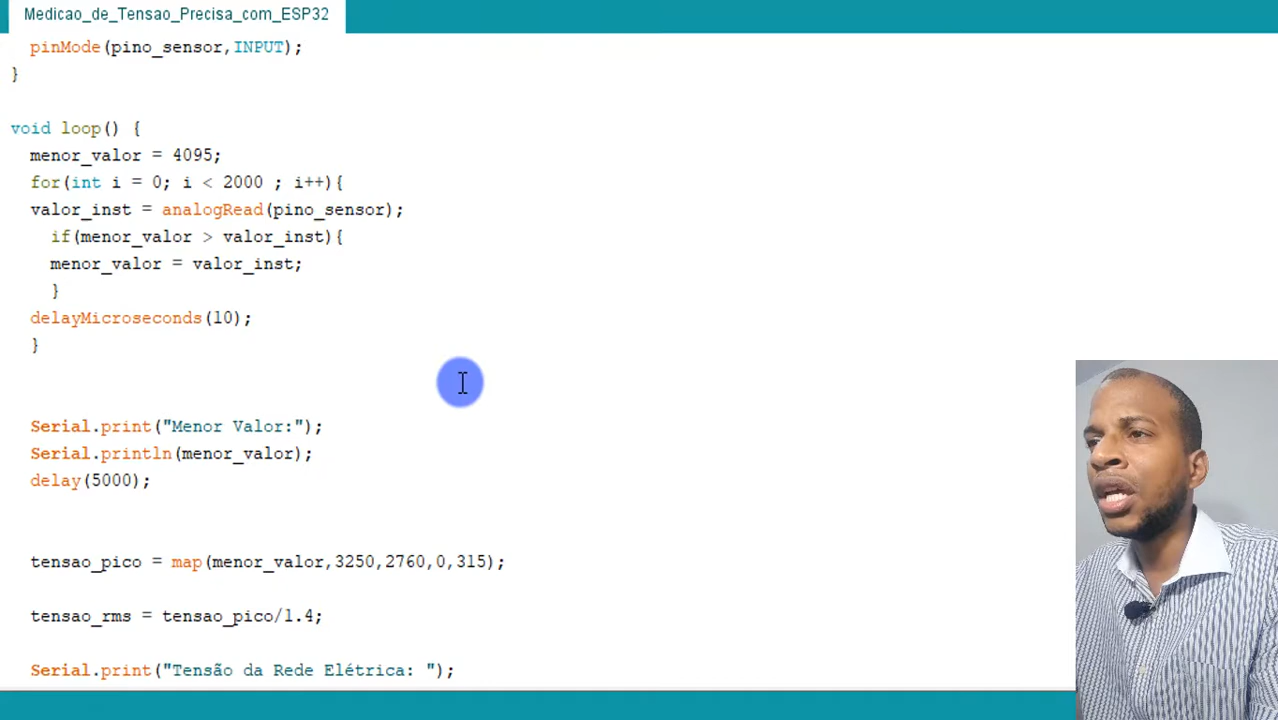 Medicao_de_Tensao_Precisa_com_ESP32
pinMode(pino_sensor,INPUT);
}
void loop() {
menor_valor = 4095;
for(int i = 0; i < 2000 ; i++){
valor_inst = analogRead(pino_sensor);
if(menor_valor > valor_inst){
menor_valor = valor_inst;
}
delayMicroseconds(10);
}
Serial.print("Menor Valor:");
Serial.println(menor_valor);
delay(5000);
tensao_pico = map(menor_valor,3250,2760,0,315);
tensao_rms = tensao_pico/1.4;
Serial.print("Tensão da Rede Elétrica: ");